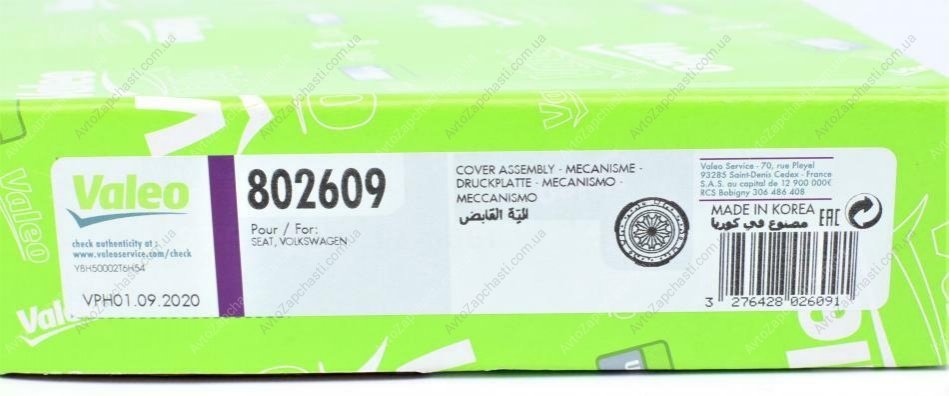 Valeo
check authenticity at :
www.valeoservice.com/check
YBH50002T6H54
VPH01.09.2020
802609
Pour / For:
SEAT, VOLKSWAGEN
COVER ASSEMBLY - MECANISME -
DRUCKPLATTE - MECANISMO -
MECCANISMO
آلية القابض
Valeo Service - 70, rue Pleyel
93285 Saint-Denis Cedex - France
S.A.S. au capital de 12 900 000€
RCS Bobigny 306 486 408
MADE IN KOREA
مصنوع في كوريا
EAC
3 276428 026091
Valeo
Valeo
Valeo
AvtoZapchasti.com.ua